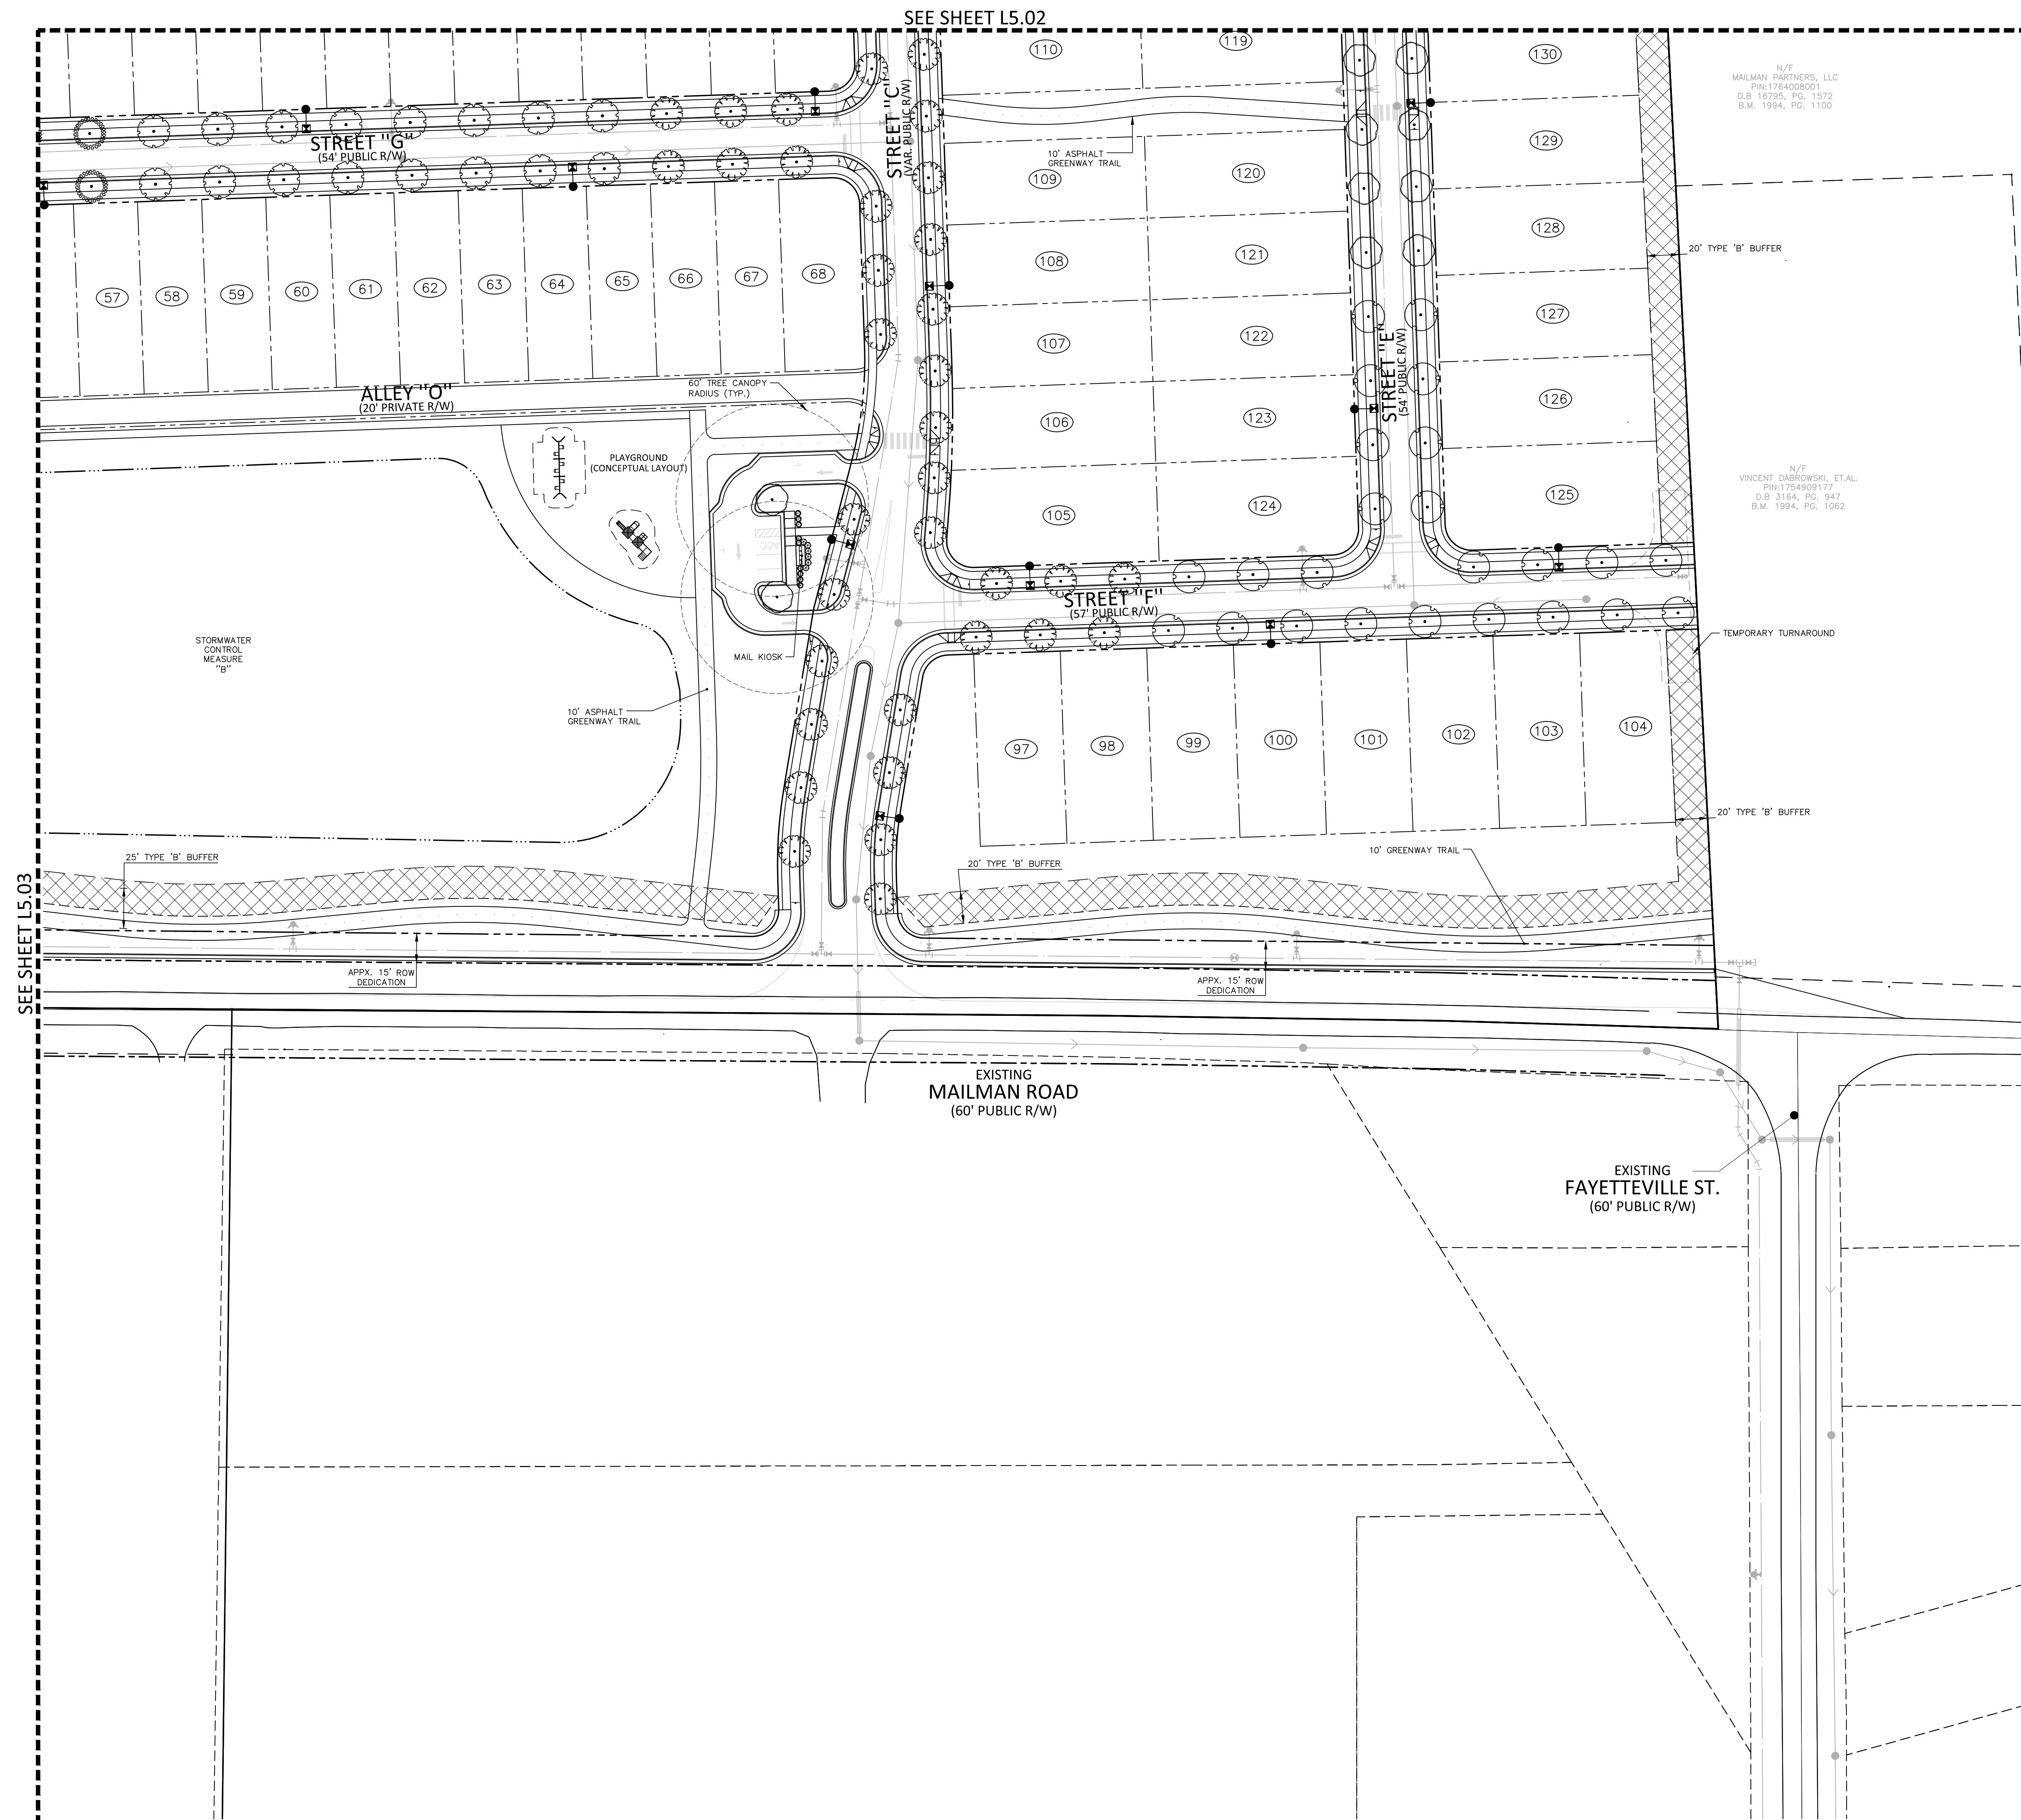 SEE SHEET L5.02
110
119
130
N/F
MAILMAN PARTNERS, LLC
PIN:1764008001
D.B 16795, PG. 1572
B.M. 1994, PG. 1100
STREET "G"
(54' PUBLIC R/W)
STREET "C"
(VAR. PUBLIC R/W)
10' ASPHALT
GREENWAY TRAIL
109
120
129
108
121
128
20' TYPE 'B' BUFFER
57
58
59
60
61
62
63
64
65
66
67
68
107
122
127
STREET "E"
(54' PUBLIC R/W)
ALLEY "O"
(20' PRIVATE R/W)
60' TREE CANOPY
RADIUS (TYP.)
106
123
126
PLAYGROUND
(CONCEPTUAL LAYOUT)
N/F
VINCENT DABROWSKI, ET.AL.
PIN:1754909177
D.B 3164, PG. 947
B.M. 1994, PG. 1062
105
124
125
ACC
STREET "F"
(57' PUBLIC R/W)
STORMWATER
CONTROL
MEASURE
"B"
MAIL KIOSK
TEMPORARY TURNAROUND
10' ASPHALT
GREENWAY TRAIL
97
98
99
100
101
102
103
104
20' TYPE 'B' BUFFER
25' TYPE 'B' BUFFER
20' TYPE 'B' BUFFER
10' GREENWAY TRAIL
SEE SHEET L5.03
APPX. 15' ROW
DEDICATION
APPX. 15' ROW
DEDICATION
EXISTING
MAILMAN ROAD
(60' PUBLIC R/W)
EXISTING
FAYETTEVILLE ST.
(60' PUBLIC R/W)